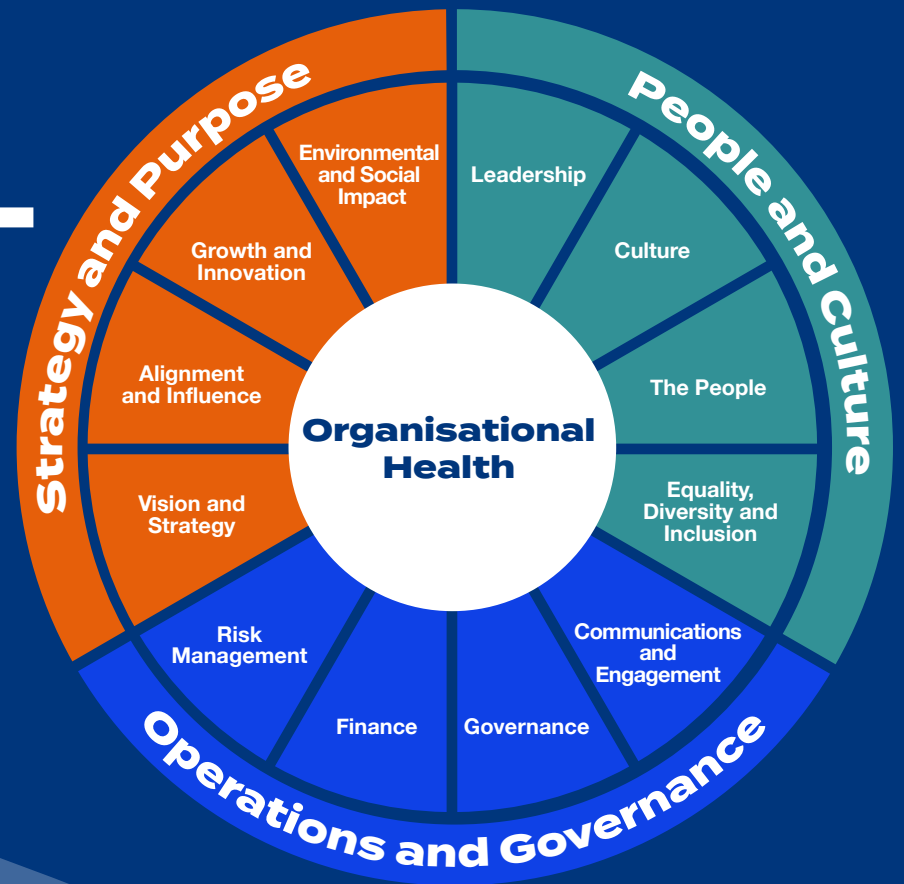 Strategy and Purpose
People and Culture
Environmental
and Social
Impact
Leadership
Growth and
Innovation
Culture
Alignment
and Influence
The People
Organisational
Health
Vision and
Strategy
Equality,
Diversity and
Inclusion
Risk
Management
Communications
and
Engagement
Finance
Governance
Operations and Governance